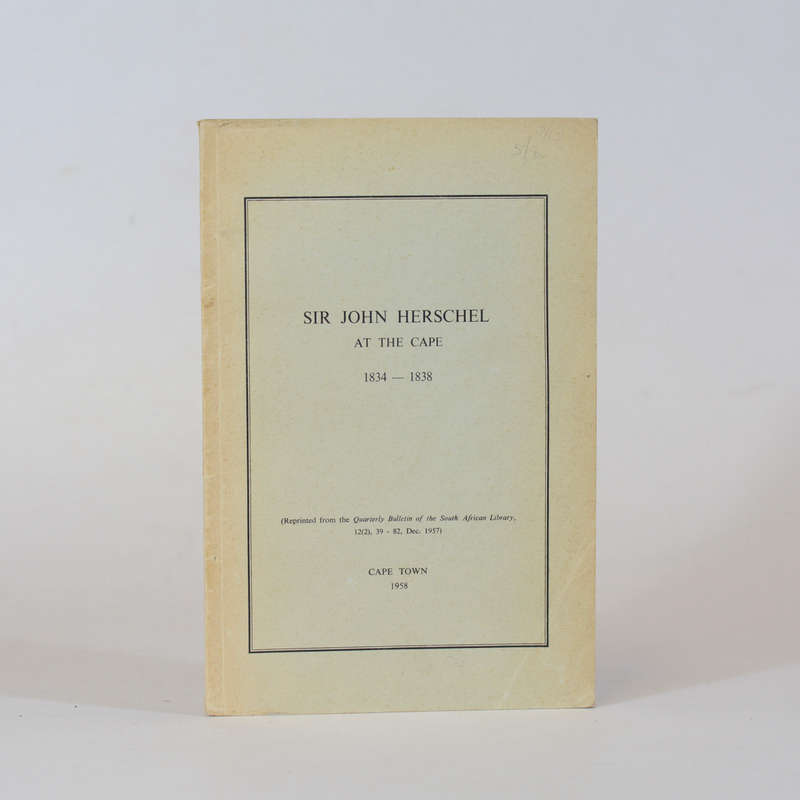 SIR JOHN HERSCHEL
AT THE CAPE
1834 — 1838
(Reprinted from the Quarterly Bulletin of the South African Library,
12(2), 39 - 82, Dec. 1957)
CAPE TOWN
1958